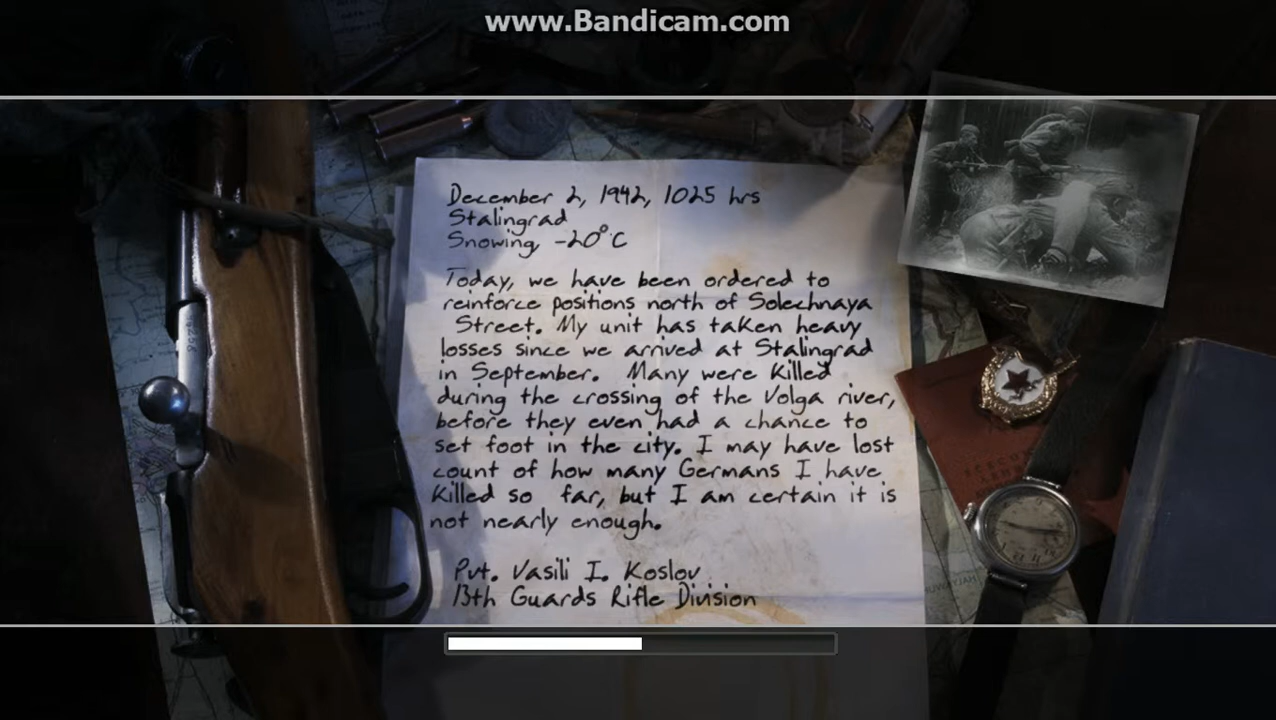 www.Bandicam.com
December 2, 1942, 1025 hrs
Stalingrad
Snowing, -20°C
Today, we have been ordered to
reinforce positions north of Solechnaya
Street. My unit has taken heavy
losses since we arrived at Stalingrad
in September. Many were killed
during the crossing of the Volga river,
before they even had a chance to
set foot in the city. I may have lost
count of how many Germans I have
killed so far, but I am certain it is
not nearly enough.
Pvt. Vasili I. Koslov
13th Guards Rifle Division